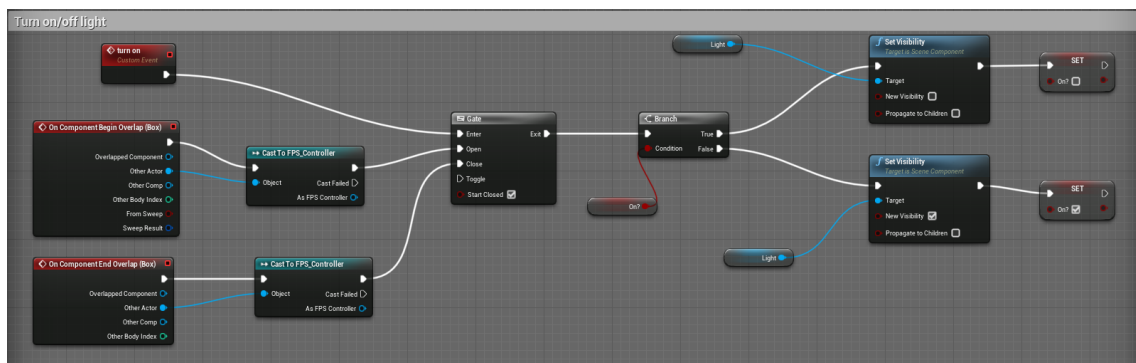 Turn on/off light
turn on
Custom Event
On Component Begin Overlap (Box)
Overlapped Component
Other Actor
Other Comp
Other Body Index
From Sweep
Sweep Result
Cast To FPS_Controller
Object
Cast Failed
As FPS Controller
On Component End Overlap (Box)
Overlapped Component
Other Actor
Other Comp
Other Body Index
Cast To FPS_Controller
Object
Cast Failed
As FPS Controller
Gate
Enter
Exit
Open
Close
Toggle
Start Closed
Branch
True
Condition
False
On?
Light
Set Visibility
Target is Scene Component
Target
New Visibility
Propagate to Children
SET
On?
Light
Set Visibility
Target is Scene Component
Target
New Visibility
Propagate to Children
SET
On?